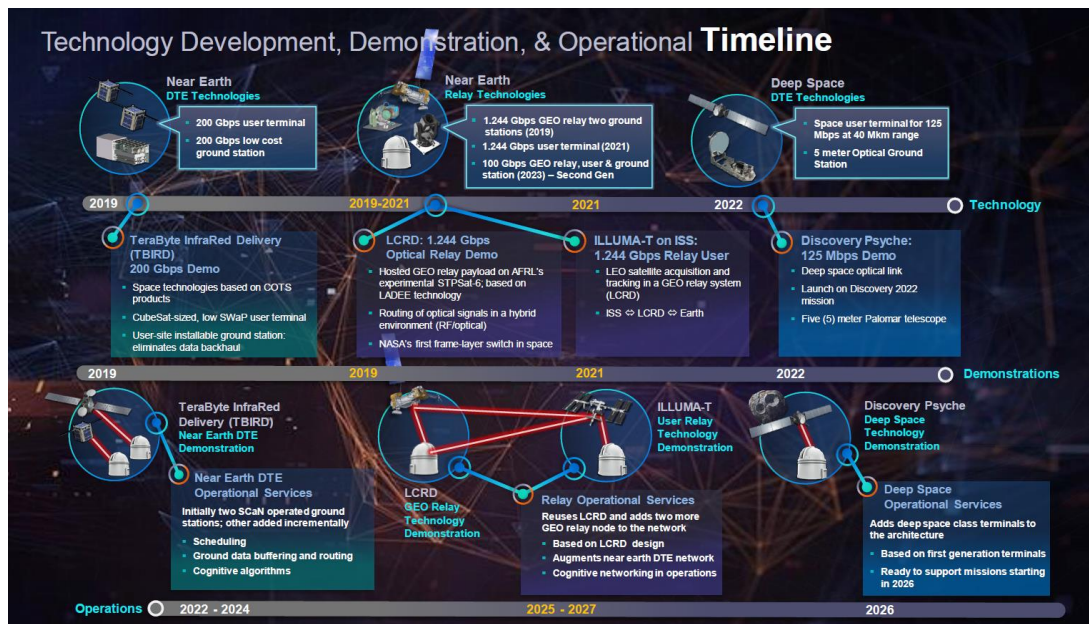 Technology Development, Demonstration, & Operational Timeline
Near Earth
DTE Technologies
200 Gbps user terminal
200 Gbps low cost
ground station
Near Earth
Relay Technologies
1.244 Gbps GEO relay two ground
stations (2019)
1.244 Gbps user terminal (2021)
100 Gbps GEO relay, user & ground
station (2023) – Second Gen
Deep Space
DTE Technologies
Space user terminal for 125
Mbps at 40 Mkm range
5 meter Optical Ground
Station
2019
2019-2021
2021
2022
Technology
TeraByte InfraRed Delivery
(TBIRD)
200 Gbps Demo
Space technologies based on COTS
products
CubeSat-sized, low SWaP user terminal
User-site installable ground station:
eliminates data backhaul
LCRD: 1.244 Gbps
Optical Relay Demo
Hosted GEO relay payload on AFRL's
experimental STPSat-6; based on
LADEE technology
Routing of optical signals in a hybrid
environment (RF/optical)
NASA's first frame-layer switch in space
ILLUMA-T on ISS:
1.244 Gbps Relay User
LEO satellite acquisition and
tracking in a GEO relay system
(LCRD)
ISS ⇔ LCRD ⇔ Earth
Discovery Psyche:
125 Mbps Demo
Deep space optical link
Launch on Discovery 2022
mission
Five (5) meter Palomar telescope
2019
2019
2021
2022
Demonstrations
TeraByte InfraRed
Delivery (TBIRD)
Near Earth DTE
Demonstration
LCRD
GEO Relay
Technology
Demonstration
ILLUMA-T
User Relay
Technology
Demonstration
Discovery Psyche
Deep Space
Technology
Demonstration
Near Earth DTE
Operational Services
Initially two SCaN operated ground
stations; other added incrementally
Scheduling
Ground data buffering and routing
Cognitive algorithms
Relay Operational Services
Reuses LCRD and adds two more
GEO relay node to the network
Based on LCRD design
Augments near earth DTE network
Cognitive networking in operations
Deep Space
Operational Services
Adds deep space class terminals to
the architecture
Based on first generation terminals
Ready to support missions starting
in 2026
Operations
2022 - 2024
2025 - 2027
2026